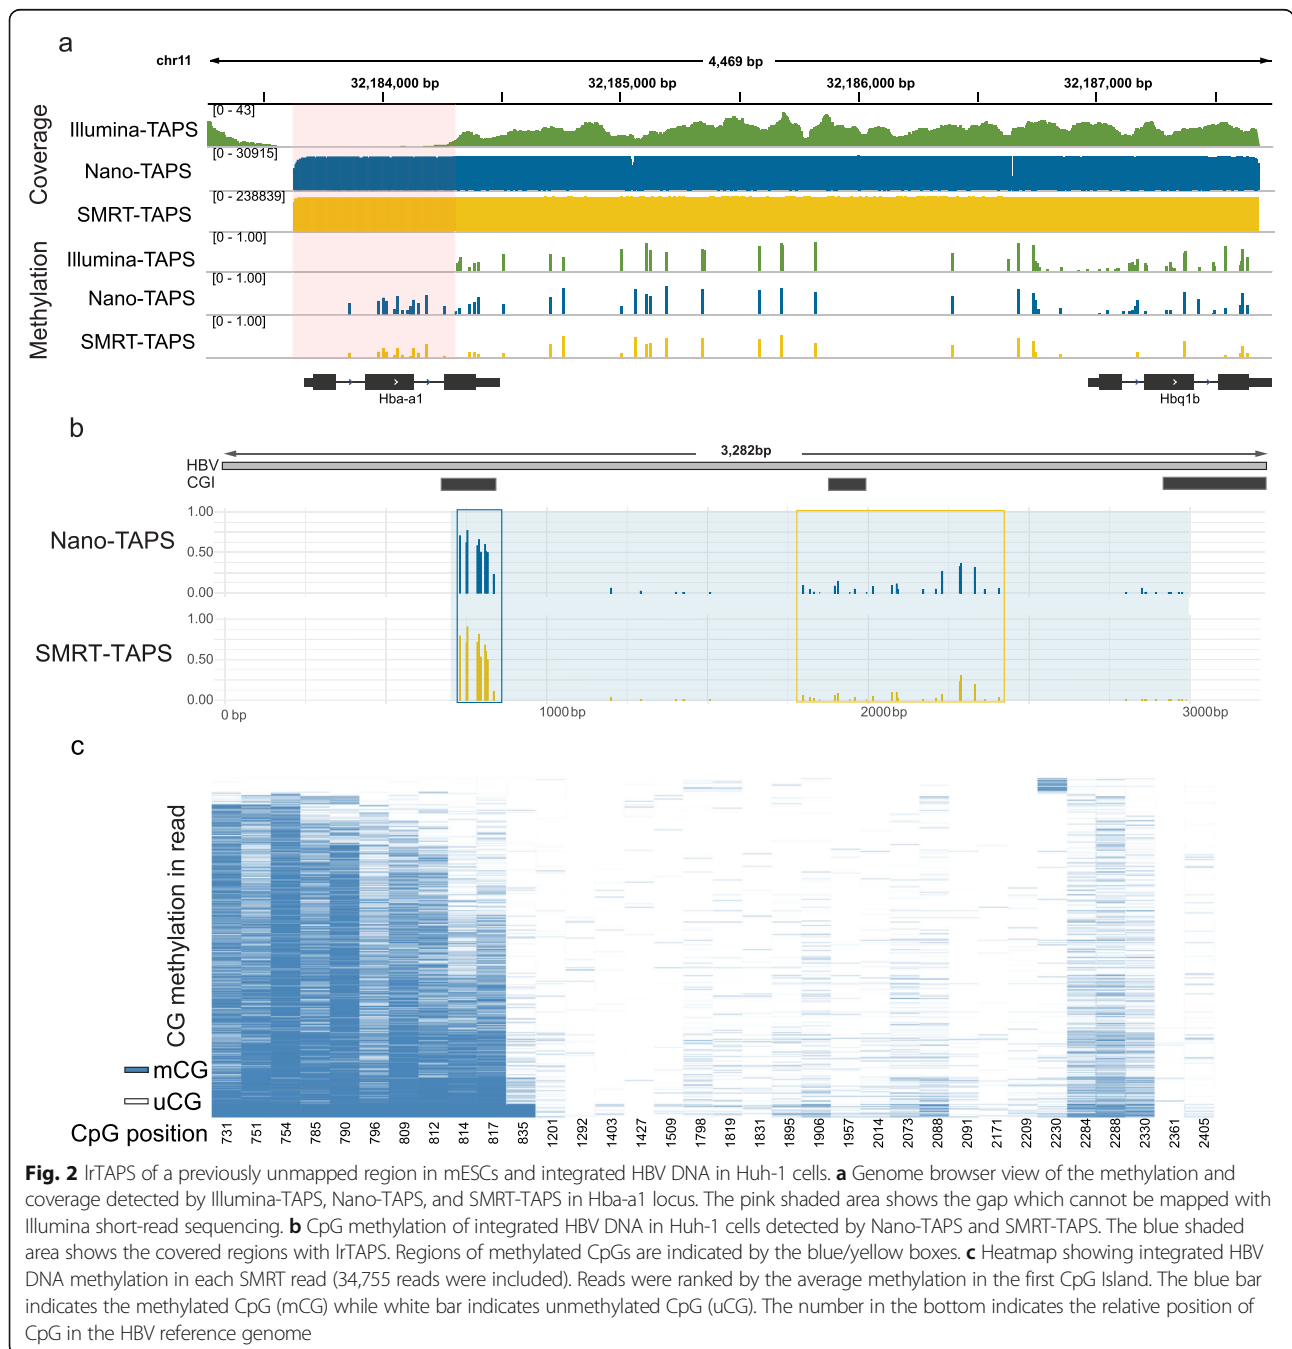 a
chr11
4,469 bp
32,184,000 bp
32,185,000 bp
32,186,000 bp
32,187,000 bp
Coverage
Illumina-TAPS
[0 - 43]
Nano-TAPS
[0 - 30915]
SMRT-TAPS
[0 - 238839]
Methylation
Illumina-TAPS
[0 - 1.00]
Nano-TAPS
[0 - 1.00]
SMRT-TAPS
[0 - 1.00]
Hba-a1
Hbq1b
b
3,282bp
HBV
CGI
Nano-TAPS
1.00
0.50
0.00
SMRT-TAPS
1.00
0.50
0.00
0 bp
1000bp
2000bp
3000bp
c
CG methylation in read
mCG
uCG
CpG position
731 751 754 785 790 796 809 812 814 817 835 1201 1292 1403 1427 1509 1798 1819 1831 1895 1906 1957 2014 2073 2088 2091 2171 2209 2230 2284 2288 2330 2361 2405
Fig. 2 lrTAPS of a previously unmapped region in mESCs and integrated HBV DNA in Huh-1 cells. a Genome browser view of the methylation and
coverage detected by Illumina-TAPS, Nano-TAPS, and SMRT-TAPS in Hba-a1 locus. The pink shaded area shows the gap which cannot be mapped with
Illumina short-read sequencing. b CpG methylation of integrated HBV DNA in Huh-1 cells detected by Nano-TAPS and SMRT-TAPS. The blue shaded
area shows the covered regions with lrTAPS. Regions of methylated CpGs are indicated by the blue/yellow boxes. c Heatmap showing integrated HBV
DNA methylation in each SMRT read (34,755 reads were included). Reads were ranked by the average methylation in the first CpG Island. The blue bar
indicates the methylated CpG (mCG) while white bar indicates unmethylated CpG (uCG). The number in the bottom indicates the relative position of
CpG in the HBV reference genome